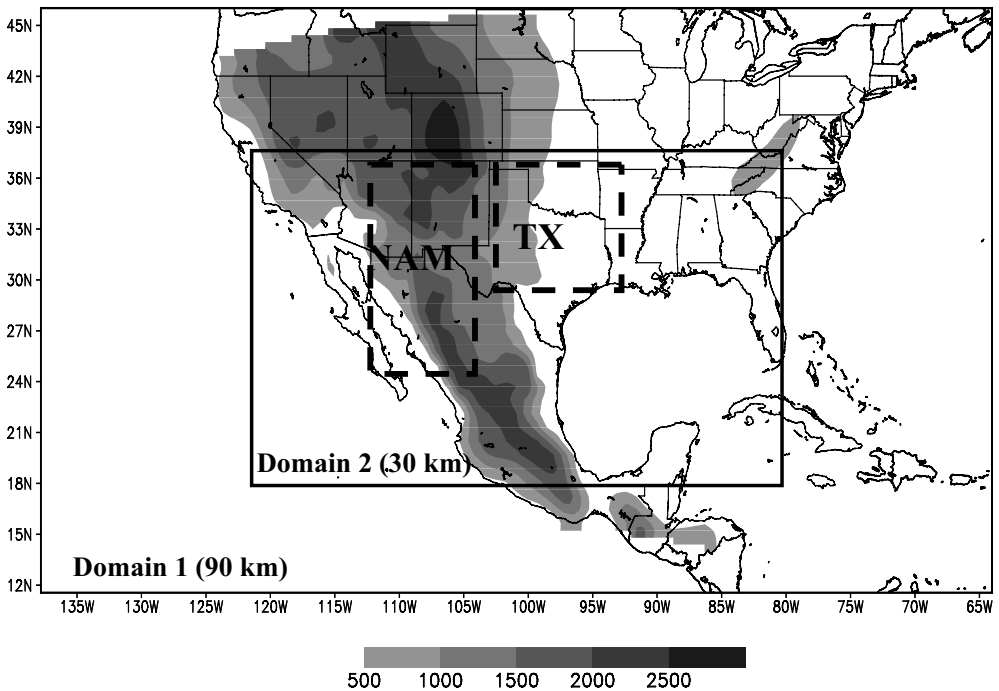 45N
42N
39N
36N
33N
30N
27N
24N
21N
18N
15N
12N
NAM
TX
Domain 2 (30 km)
Domain 1 (90 km)
135W 130W 125W 120W 115W 110W 105W 100W 95W 90W 85W 80W 75W 70W 65W
500 1000 1500 2000 2500